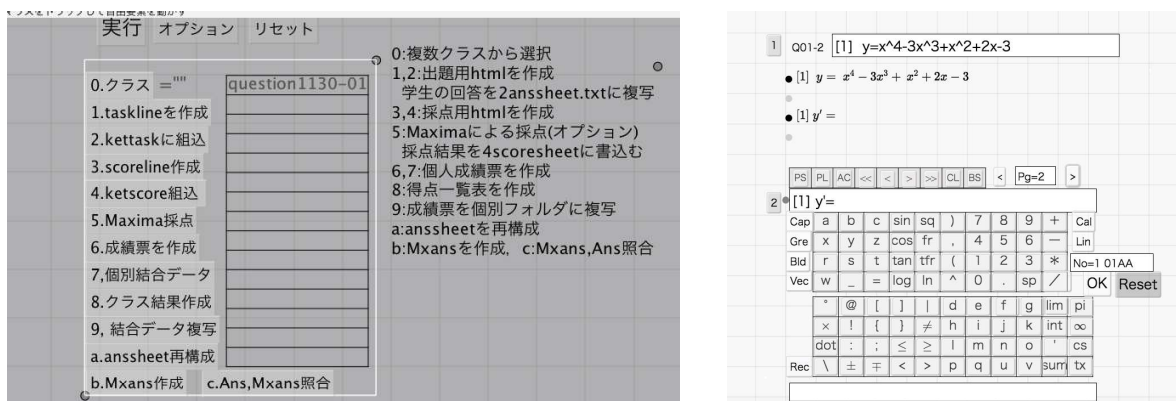 マウスをドラッグして自由要素を動かす
実行 オプション リセット
0.クラス ="" question1130-01
1.tasklineを作成
2.kettaskに組込
3.scoreline作成
4.ketscore組込
5.Maxima採点
6.成績票を作成
7,個別結合データ
8.クラス結果作成
9, 結合データ複写
a.anssheet再構成
b.Mxans作成 c.Ans,Mxans照合
0:複数クラスから選択
1,2:出題用htmlを作成
学生の回答を2anssheet.txtに複写
3,4:採点用htmlを作成
5:Maximaによる採点(オプション)
採点結果を4scoresheetに書込む
6,7:個人成績票を作成
8:得点一覧表を作成
9:成績票を個別フォルダに複写
a:anssheetを再構成
b:Mxansを作成, c:Mxans,Ans照合
1 Q01-2 [1] y=x^4-3x^3+x^2+2x-3
[1] y = x⁴ − 3x³ + x² + 2x − 3
[1] y′ =
PS PL AC << < > >> CL BS < Pg=2 >
2 [1] y'=
Cap a b c sin sq ) 7 8 9 + Cal
Gre x y z cos fr , 4 5 6 − Lin
Bld r s t tan tfr ( 1 2 3 * No=1 01AA
Vec w _ = log ln ^ 0 . sp / OK Reset
° @ [ ] | d e f g lim pi
× ! { } ≠ h i j k int ∞
dot : ; ≤ ≥ l m n o ' cs
Rec \ ± ∓ < > p q u v sum tx